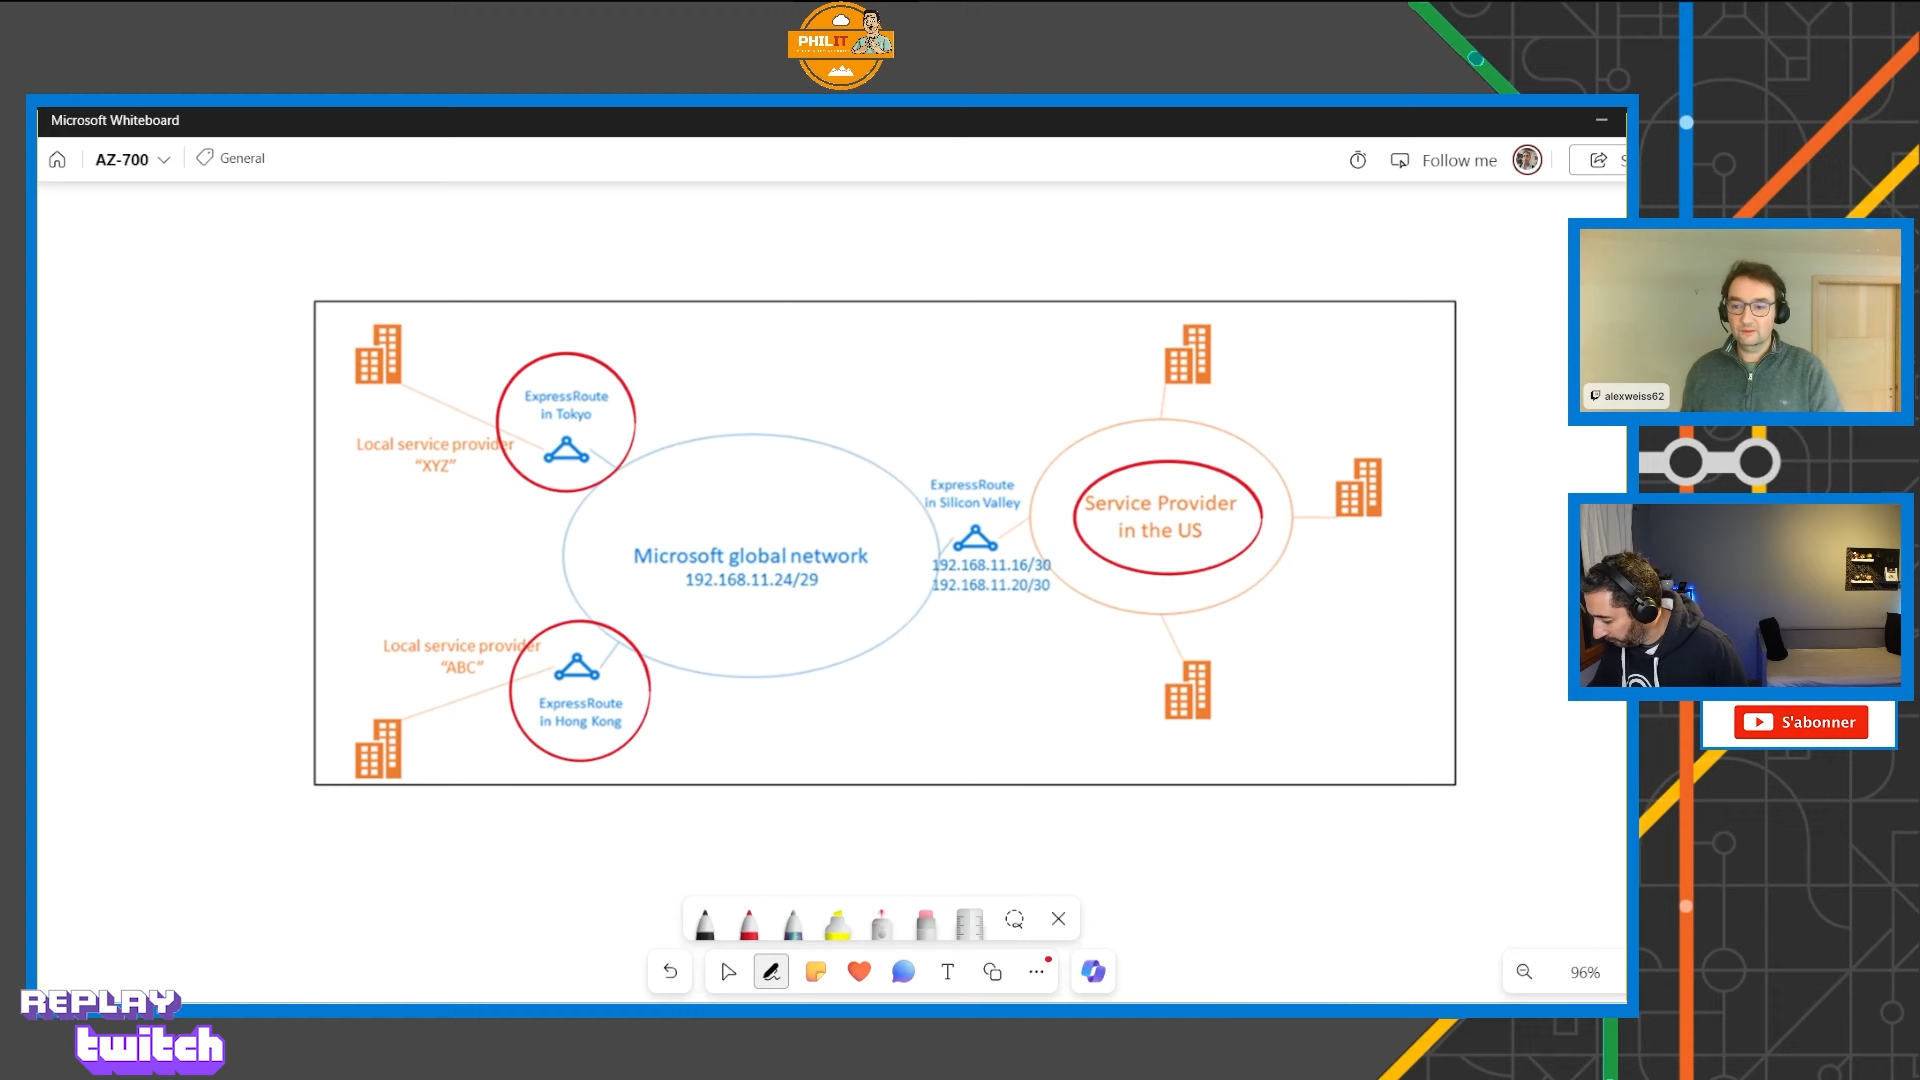 PHILIT
Microsoft Whiteboard
AZ-700
General
Follow me
S
ExpressRoute
in Tokyo
Local service provider
“XYZ”
ExpressRoute
in Silicon Valley
Service Provider
in the US
Microsoft global network
192.168.11.24/29
192.168.11.16/30
192.168.11.20/30
Local service provider
“ABC”
ExpressRoute
in Hong Kong
alexweiss62
S'abonner
T
96%
REPLAY
twitch